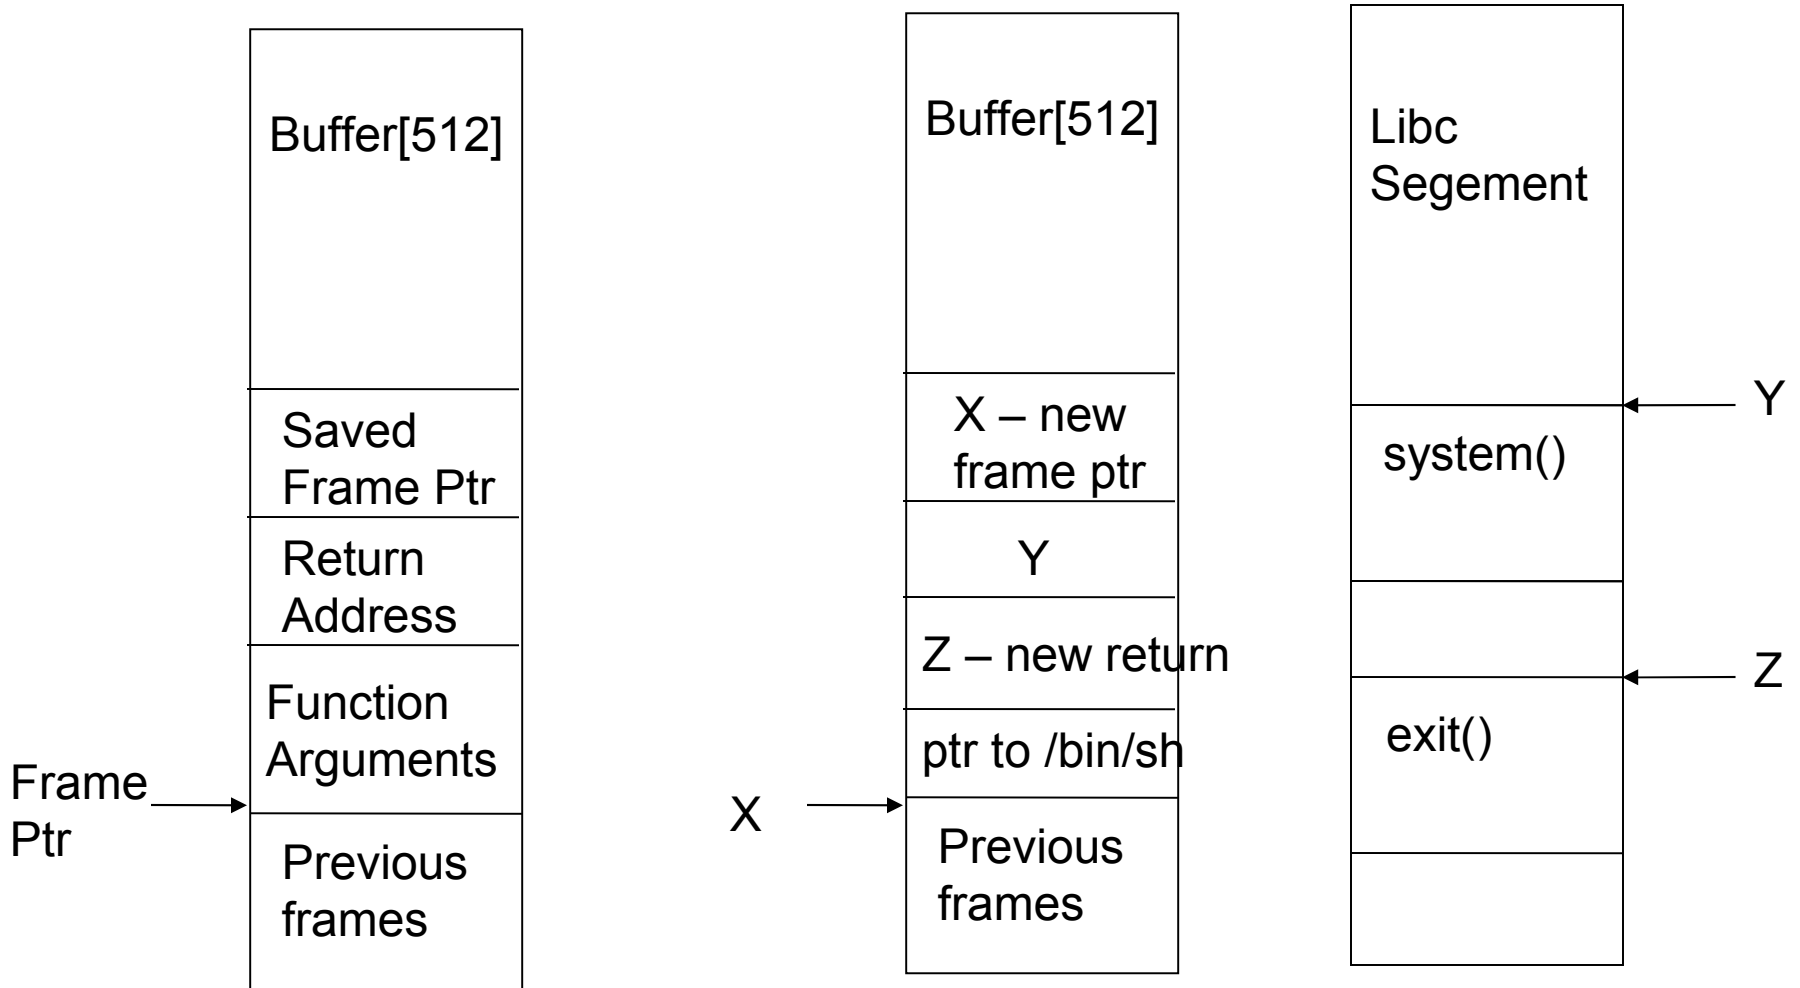 Buffer[512]
Saved
Frame Ptr
Return
Address
Function
Arguments
Frame
Ptr
Previous
frames
Buffer[512]
X – new
frame ptr
Y
Z – new return
ptr to /bin/sh
X
Previous
frames
Libc
Segement
Y
system()
Z
exit()